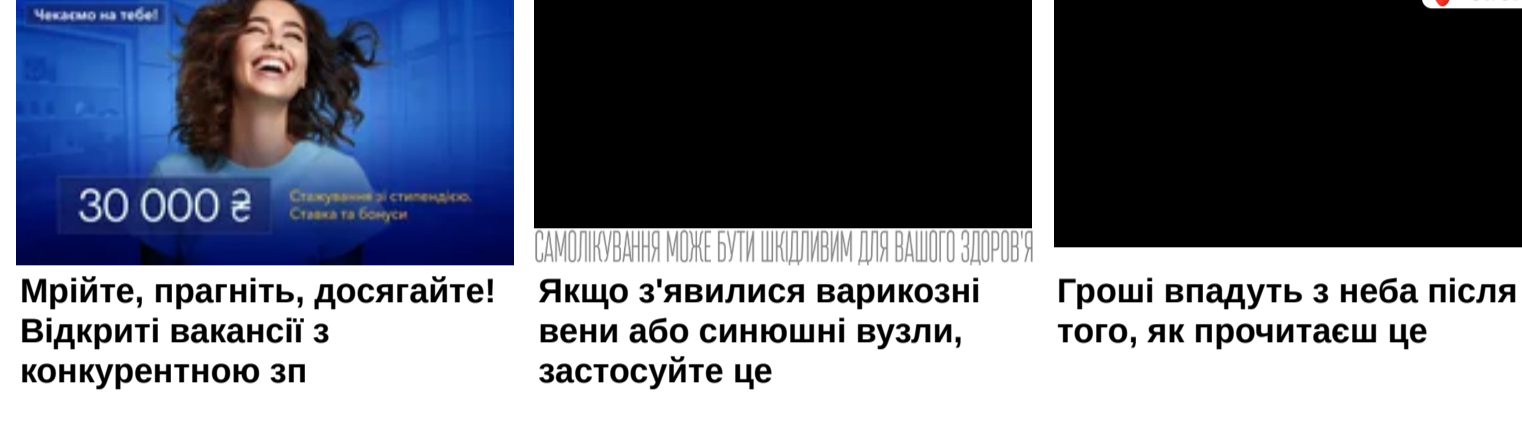 Чекаємо на тебе!
30 000 ₴
Стажування зі стипендією.
Ставка та бонуси
Мрійте, прагніть, досягайте!
Відкриті вакансії з
конкурентною зп
САМОЛІКУВАННЯ МОЖЕ БУТИ ШКІДЛИВИМ ДЛЯ ВАШОГО ЗДОРОВ'Я
Якщо з'явилися варикозні
вени або синюшні вузли,
застосуйте це
Гроші впадуть з неба після
того, як прочитаєш це